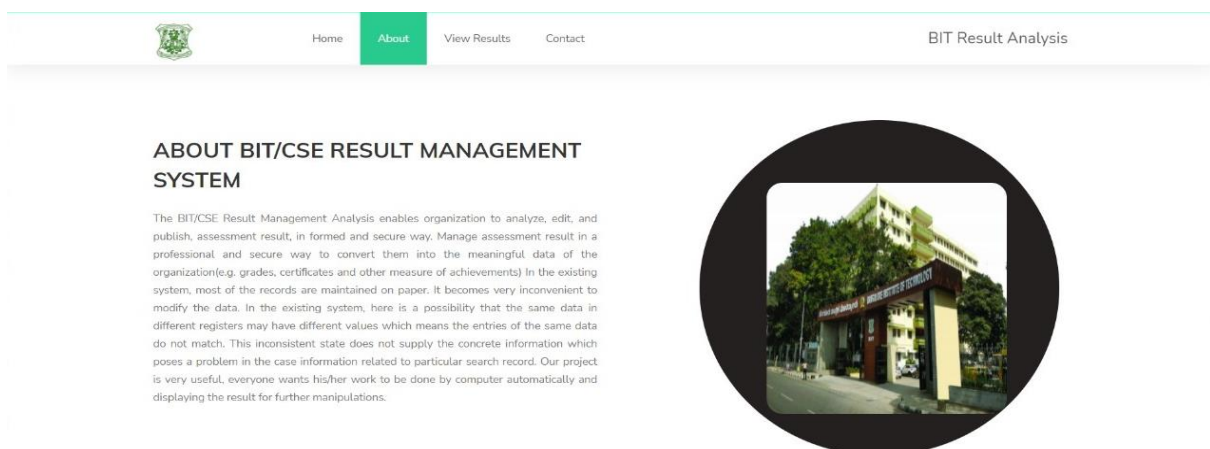 Home About View Results Contact BIT Result Analysis
ABOUT BIT/CSE RESULT MANAGEMENT
SYSTEM
The BIT/CSE Result Management Analysis enables organization to analyze, edit, and
publish, assessment result, in formed and secure way. Manage assessment result in a
professional and secure way to convert them into the meaningful data of the
organization(e.g. grades, certificates and other measure of achievements) In the existing
system, most of the records are maintained on paper. It becomes very inconvenient to
modify the data. In the existing system, here is a possibility that the same data in
different registers may have different values which means the entries of the same data
do not match. This inconsistent state does not supply the concrete information which
poses a problem in the case information related to particular search record. Our project
is very useful, everyone wants his/her work to be done by computer automatically and
displaying the result for further manipulations.
BANGALORE INSTITUTE OF TECHNOLOGY